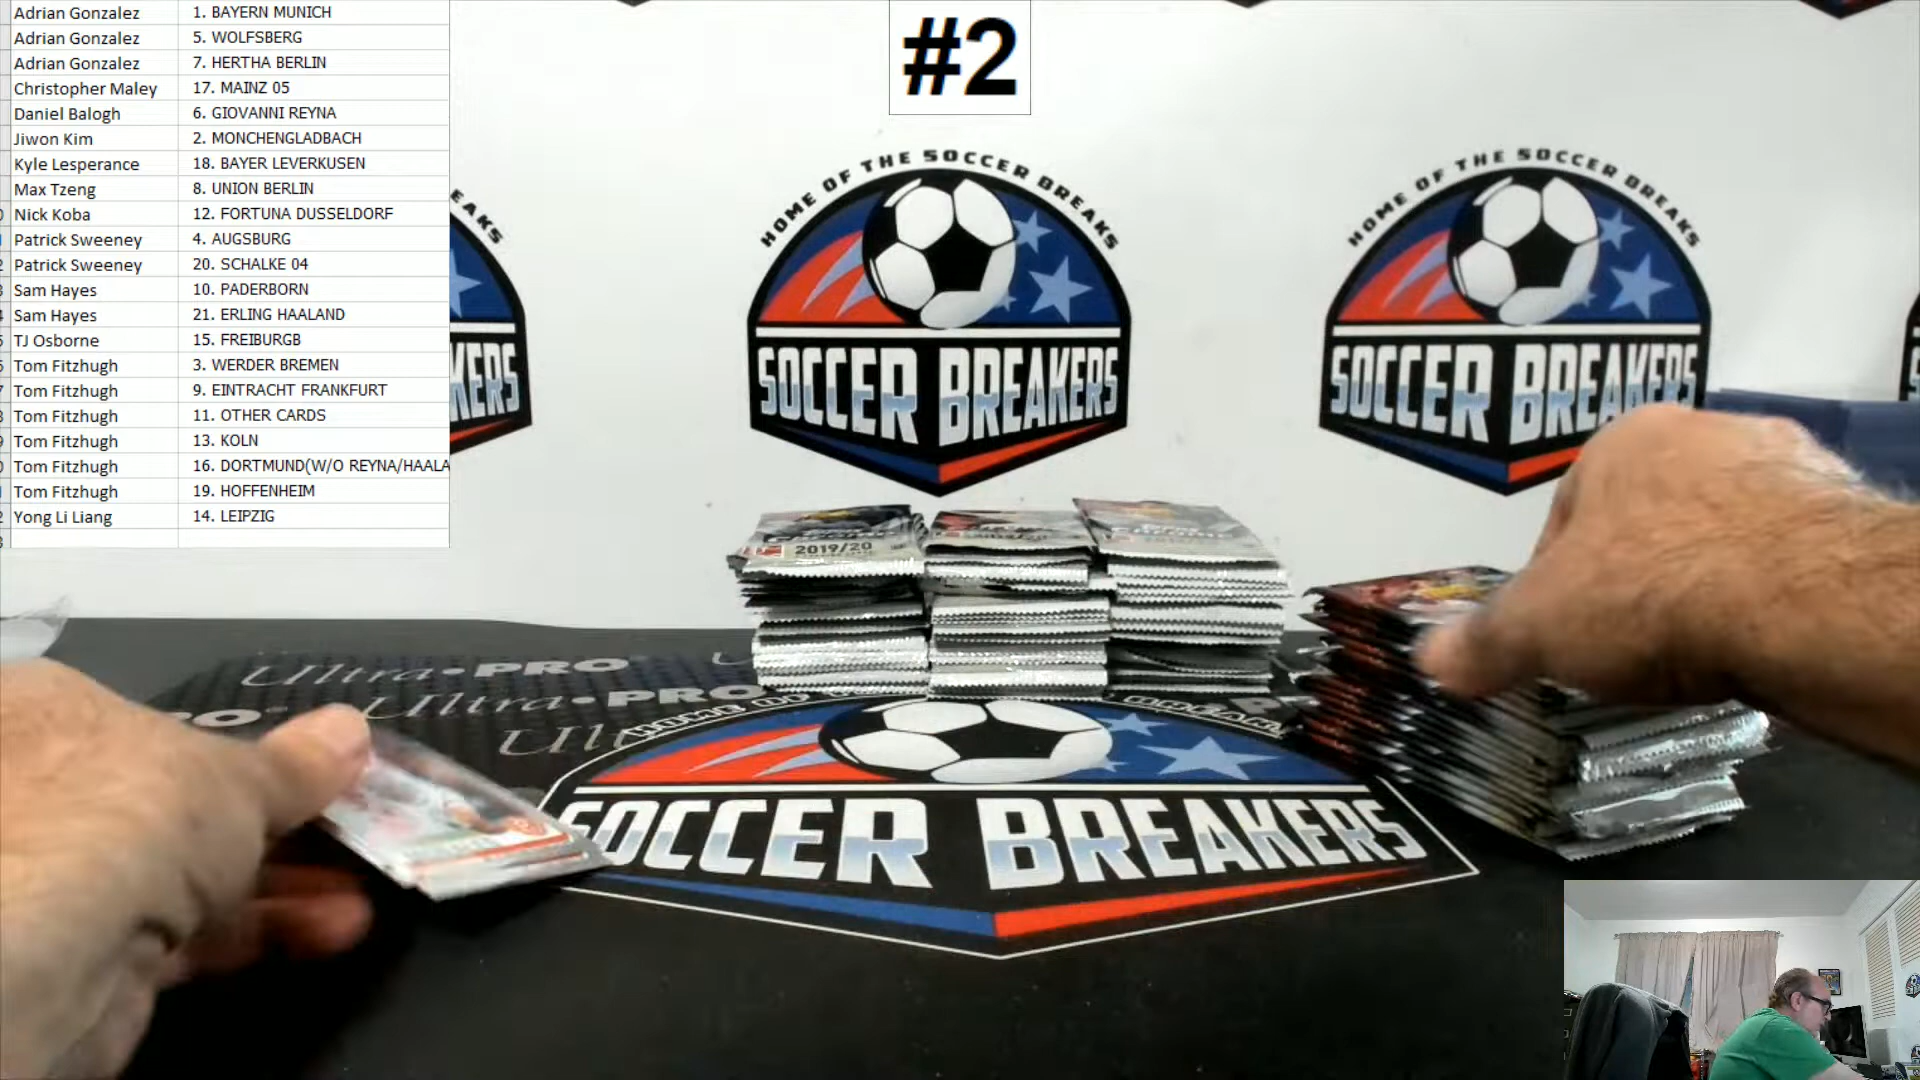 Adrian Gonzalez 1. BAYERN MUNICH
Adrian Gonzalez 5. WOLFSBERG
Adrian Gonzalez 7. HERTHA BERLIN
Christopher Maley 17. MAINZ 05
Daniel Balogh 6. GIOVANNI REYNA
Jiwon Kim 2. MONCHENGLADBACH
Kyle Lesperance 18. BAYER LEVERKUSEN
Max Tzeng 8. UNION BERLIN
Nick Koba 12. FORTUNA DUSSELDORF
Patrick Sweeney 4. AUGSBURG
Patrick Sweeney 20. SCHALKE 04
Sam Hayes 10. PADERBORN
Sam Hayes 21. ERLING HAALAND
TJ Osborne 15. FREIBURGB
Tom Fitzhugh 3. WERDER BREMEN
Tom Fitzhugh 9. EINTRACHT FRANKFURT
Tom Fitzhugh 11. OTHER CARDS
Tom Fitzhugh 13. KOLN
Tom Fitzhugh 16. DORTMUND(W/O REYNA/HAALA
Tom Fitzhugh 19. HOFFENHEIM
Yong Li Liang 14. LEIPZIG
#2
EAKS
KERS
HOME OF THE SOCCER BREAKS
SOCCER BREAKERS
HOME OF THE SOCCER BREAKS
SOCCER BREAKERS
2019/20
Ultra•PRO
Ultra•PRO
PRO
SOCCER BREAKERS